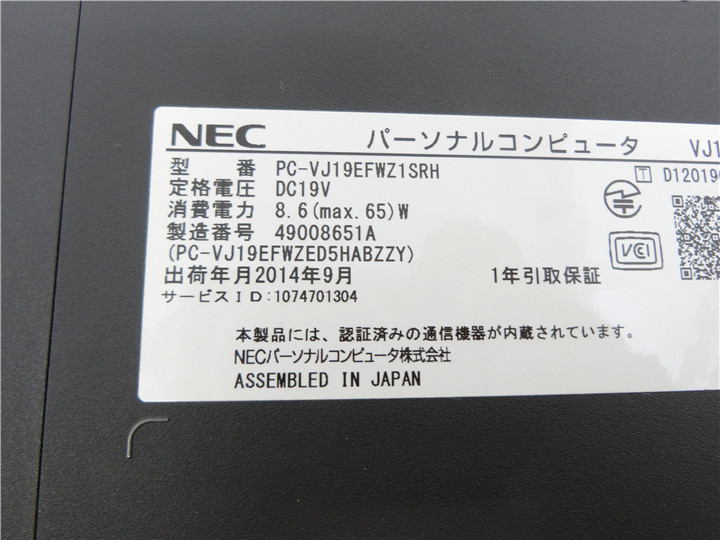 NEC パーソナルコンピュータ VJ1
型 番 PC-VJ19EFWZ1SRH
T D120190
定格電圧 DC19V
消費電力 8.6(max.65)W
製造番号 49008651A
(PC-VJ19EFWZED5HABZZY)
VCCI
出荷年月2014年9月 1年引取保証
サービスID:1074701304
本製品には、認証済みの通信機器が内蔵されています。
NECパーソナルコンピュータ株式会社
ASSEMBLED IN JAPAN